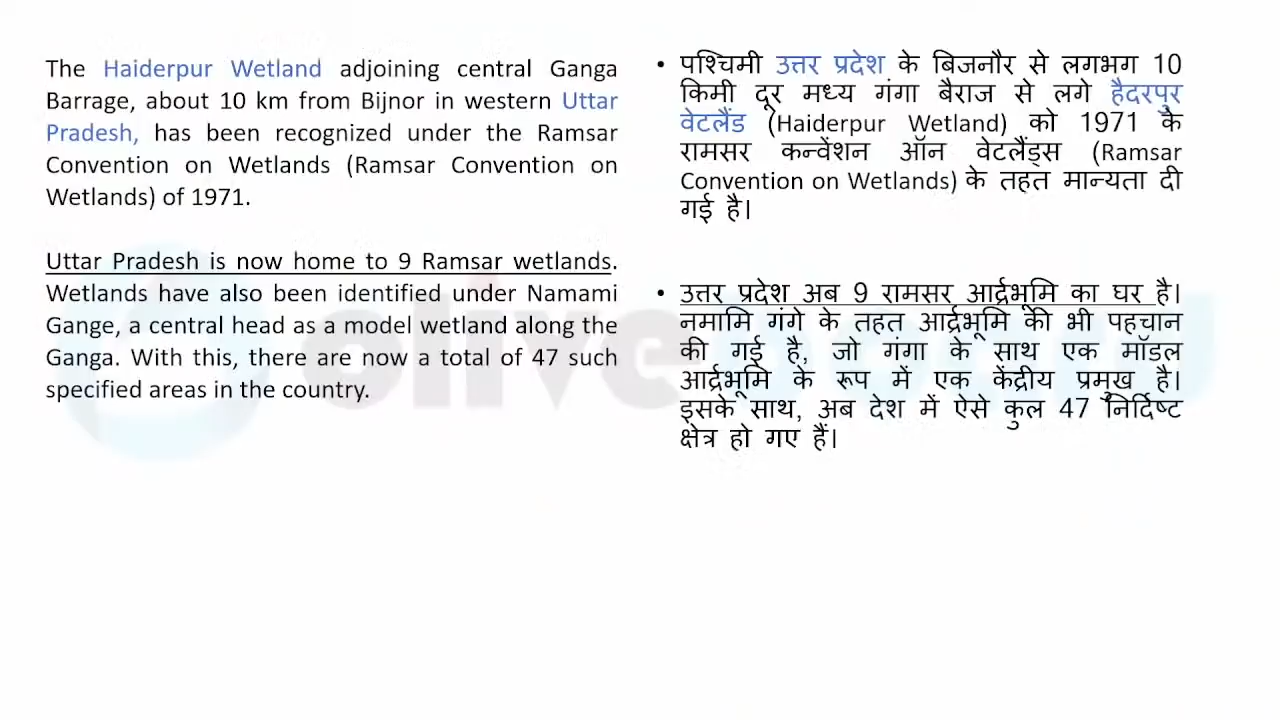 The Haiderpur Wetland adjoining central Ganga
Barrage, about 10 km from Bijnor in western Uttar
Pradesh, has been recognized under the Ramsar
Convention on Wetlands (Ramsar Convention on
Wetlands) of 1971.
Uttar Pradesh is now home to 9 Ramsar wetlands.
Wetlands have also been identified under Namami
Gange, a central head as a model wetland along the
Ganga. With this, there are now a total of 47 such
specified areas in the country.
• पश्चिमी उत्तर प्रदेश के बिजनौर से लगभग 10
किमी दूर मध्य गंगा बैराज से लगे हैदरपुर
वेटलैंड (Haiderpur Wetland) को 1971 के
रामसर कन्वेंशन ऑन वेटलैंड्स (Ramsar
Convention on Wetlands) के तहत मान्यता दी
गई है।
• उत्तर प्रदेश अब 9 रामसर आर्द्रभूमि का घर है।
नमामि गंगे के तहत आर्द्रभूमि की भी पहचान
की गई है, जो गंगा के साथ एक मॉडल
आर्द्रभूमि के रूप में एक केंद्रीय प्रमुख है।
इसके साथ, अब देश में ऐसे कुल 47 निर्दिष्ट
क्षेत्र हो गए हैं।